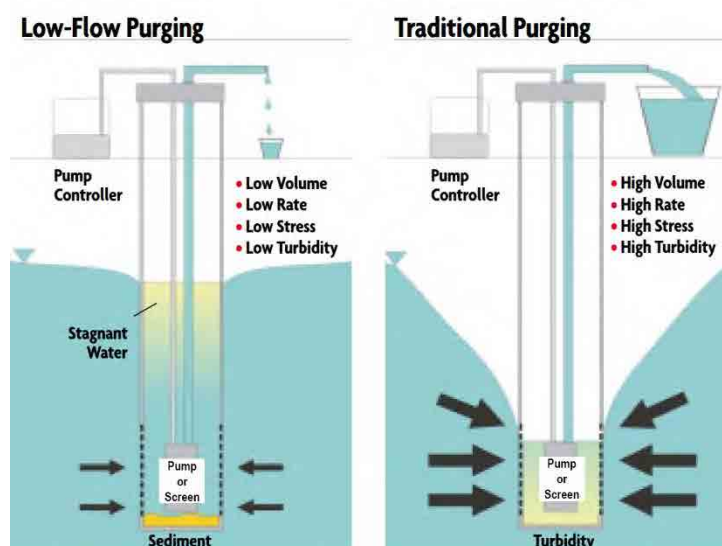 Low-Flow Purging
Pump
Controller
• Low Volume
• Low Rate
• Low Stress
• Low Turbidity
Stagnant
Water
Pump
or
Screen
Sediment
Traditional Purging
Pump
Controller
• High Volume
• High Rate
• High Stress
• High Turbidity
Pump
or
Screen
Turbidity